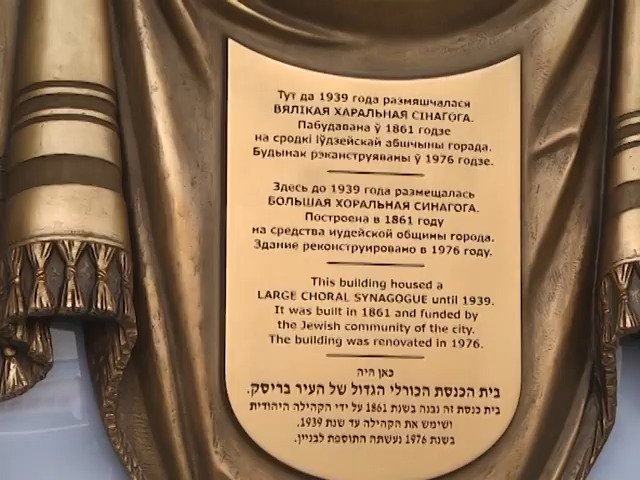 Тут да 1939 года размяшчалася
ВЯЛІКАЯ ХАРАЛЬНАЯ СІНАГОГА.
Пабудавана ў 1861 годзе
на сродкі іўдзейскай абшчыны горада.
Будынак рэканструяваны ў 1976 годзе.
Здесь до 1939 года размещалась
БОЛЬШАЯ ХОРАЛЬНАЯ СИНАГОГА.
Построена в 1861 году
на средства иудейской общины города.
Здание реконструировано в 1976 году.
This building housed a
LARGE CHORAL SYNAGOGUE until 1939.
It was built in 1861 and funded by
the Jewish community of the city.
The building was renovated in 1976.
כאן היה
בית הכנסת הכורלי הגדול של העיר בריסק.
בית כנסת זה נבנה בשנת 1861 על ידי הקהילה היהודית
ושימש את הקהילה עד שנת 1939.
בשנת 1976 נעשתה התוספת לבניין.